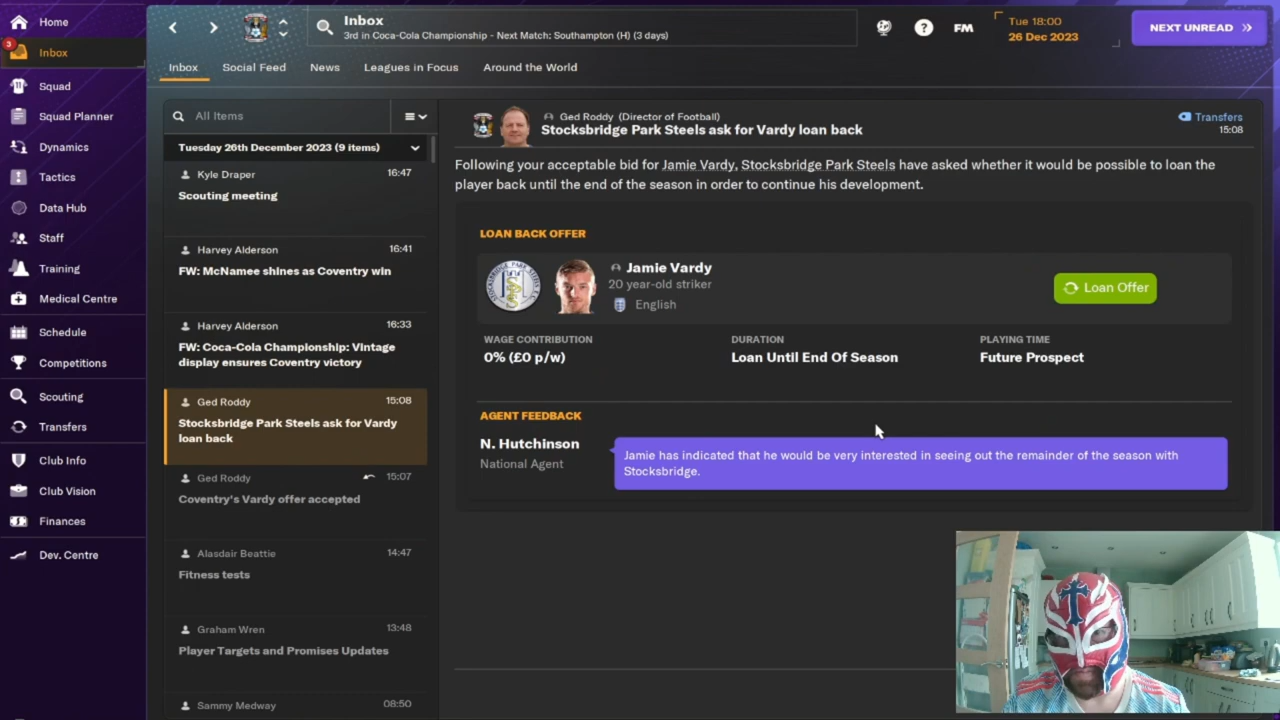 Home
3
Inbox
Squad
Squad Planner
Dynamics
Tactics
Data Hub
Staff
Training
Medical Centre
Schedule
Competitions
Scouting
Transfers
Club Info
Club Vision
Finances
Dev. Centre
Inbox
3rd in Coca-Cola Championship - Next Match: Southampton (H) (3 days)
?
FM
Tue 18:00
26 Dec 2023
NEXT UNREAD
Inbox
Social Feed
News
Leagues in Focus
Around the World
All Items
Tuesday 26th December 2023 (9 items)
Kyle Draper 16:47
Scouting meeting
Harvey Alderson 16:41
FW: McNamee shines as Coventry win
Harvey Alderson 16:33
FW: Coca-Cola Championship: Vintage
display ensures Coventry victory
Ged Roddy 15:08
Stocksbridge Park Steels ask for Vardy
loan back
Ged Roddy 15:07
Coventry's Vardy offer accepted
Alasdair Beattie 14:47
Fitness tests
Graham Wren 13:48
Player Targets and Promises Updates
Sammy Medway 08:50
Ged Roddy (Director of Football)
Stocksbridge Park Steels ask for Vardy loan back
Transfers
15:08
Following your acceptable bid for Jamie Vardy, Stocksbridge Park Steels have asked whether it would be possible to loan the
player back until the end of the season in order to continue his development.
LOAN BACK OFFER
Jamie Vardy
20 year-old striker
English
Loan Offer
WAGE CONTRIBUTION
0% (£0 p/w)
DURATION
Loan Until End Of Season
PLAYING TIME
Future Prospect
AGENT FEEDBACK
N. Hutchinson
National Agent
Jamie has indicated that he would be very interested in seeing out the remainder of the season with
Stocksbridge.